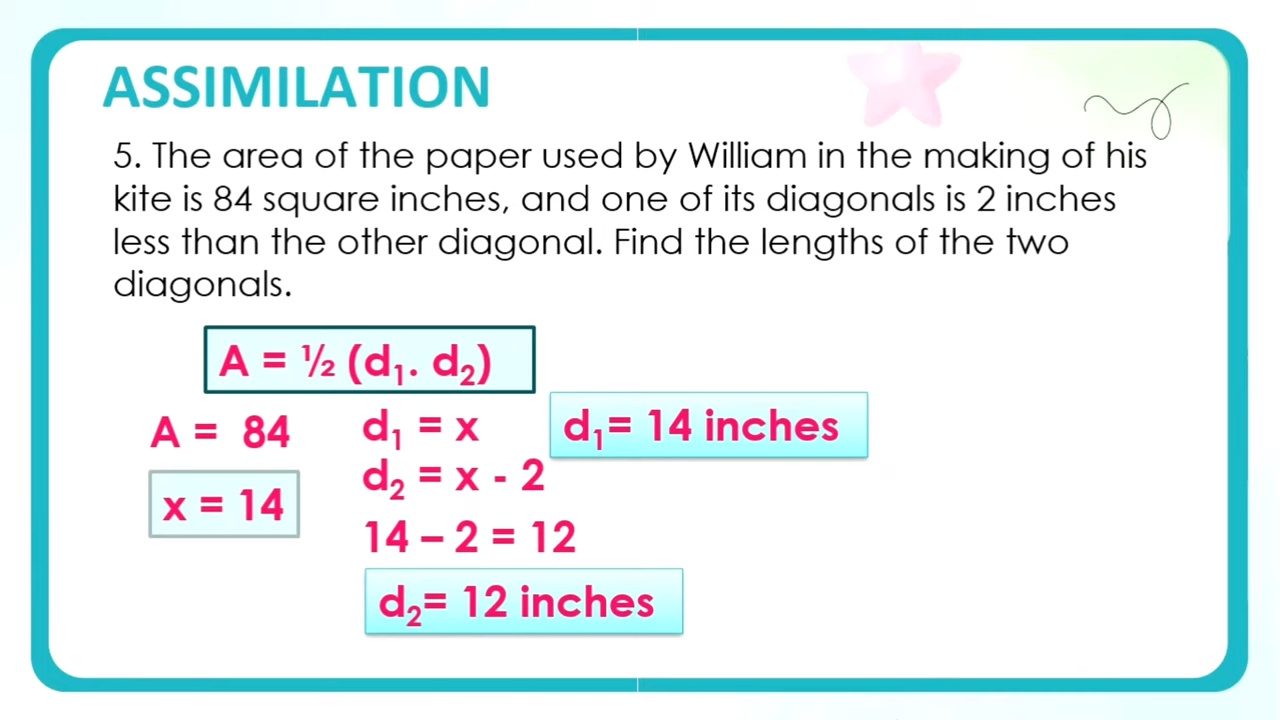 ASSIMILATION
5. The area of the paper used by William in the making of his
kite is 84 square inches, and one of its diagonals is 2 inches
less than the other diagonal. Find the lengths of the two
diagonals.
A = ½ (d₁. d₂)
A = 84
d₁ = x
d₁= 14 inches
d₂ = x - 2
x = 14
14 – 2 = 12
d₂= 12 inches